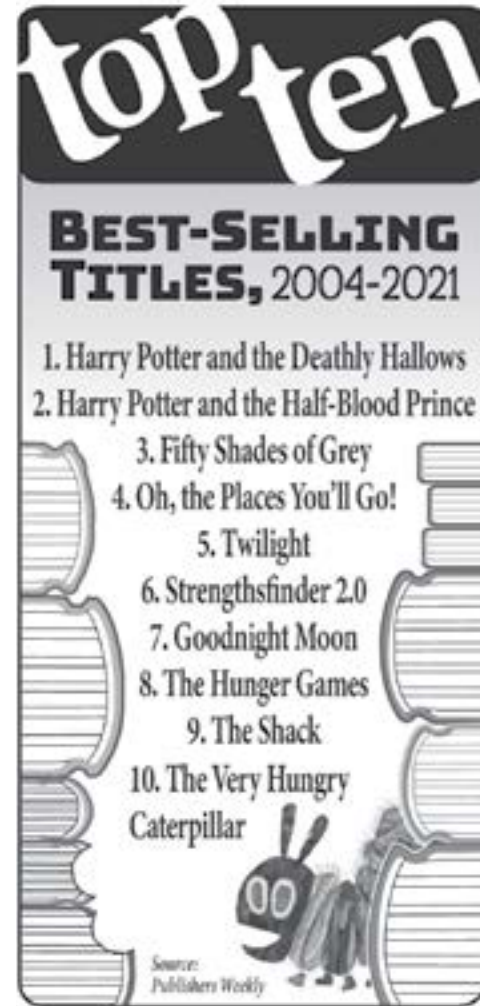 top
ten
BEST-SELLING
TITLES, 2004-2021
1. Harry Potter and the Deathly Hallows
2. Harry Potter and the Half-Blood Prince
3. Fifty Shades of Grey
4. Oh, the Places You'll Go!
5. Twilight
6. Strengthsfinder 2.0
7. Goodnight Moon
8. The Hunger Games
9. The Shack
10. The Very Hungry
Caterpillar
Source:
Publishers Weekly